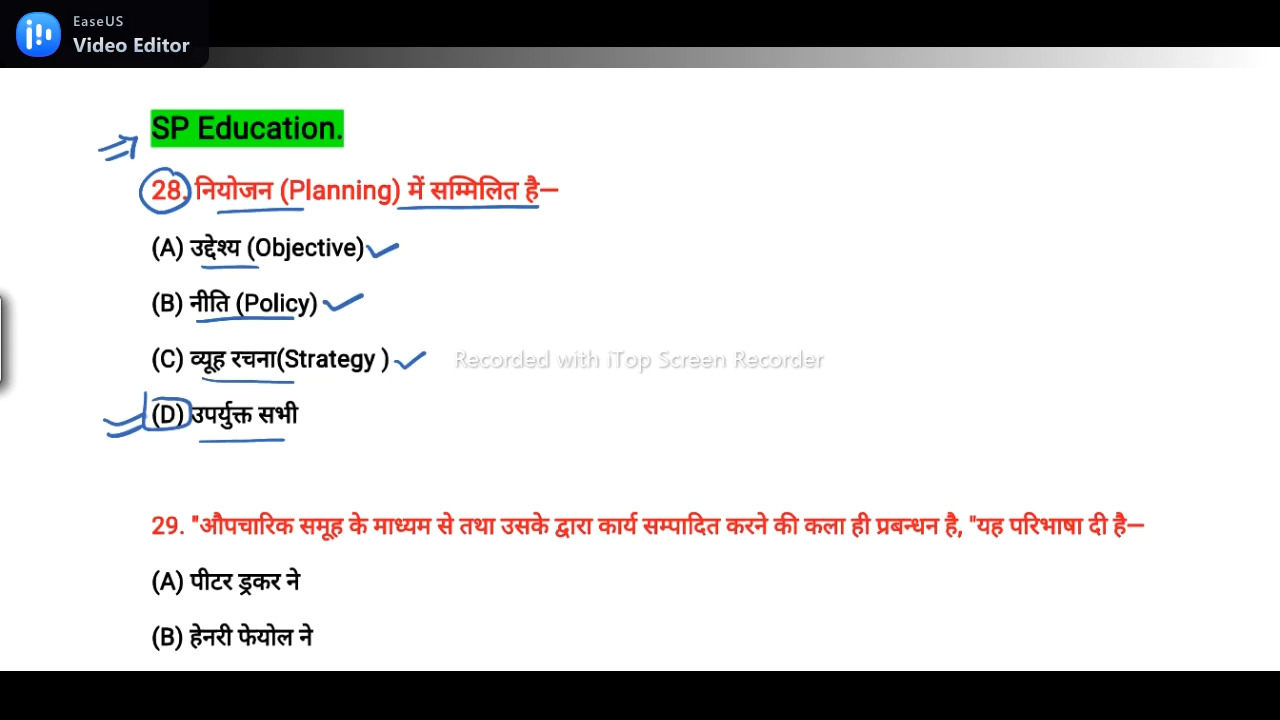 EaseUS
Video Editor
SP Education.
28. नियोजन (Planning) में सम्मिलित है—
(A) उद्देश्य (Objective)
(B) नीति (Policy)
(C) व्यूह रचना(Strategy )
Recorded with iTop Screen Recorder
(D) उपर्युक्त सभी
29. "औपचारिक समूह के माध्यम से तथा उसके द्वारा कार्य सम्पादित करने की कला ही प्रबन्धन है, "यह परिभाषा दी है—
(A) पीटर ड्रकर ने
(B) हेनरी फेयोल ने